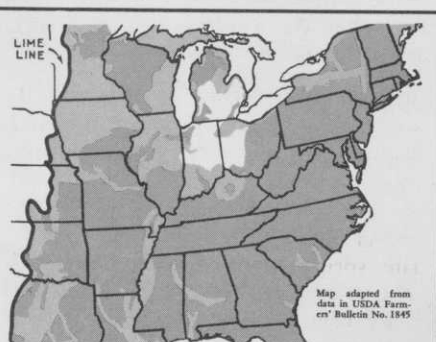 LIME
LINE
Map adapted from
data in USDA Farm-
ers' Bulletin No. 1845